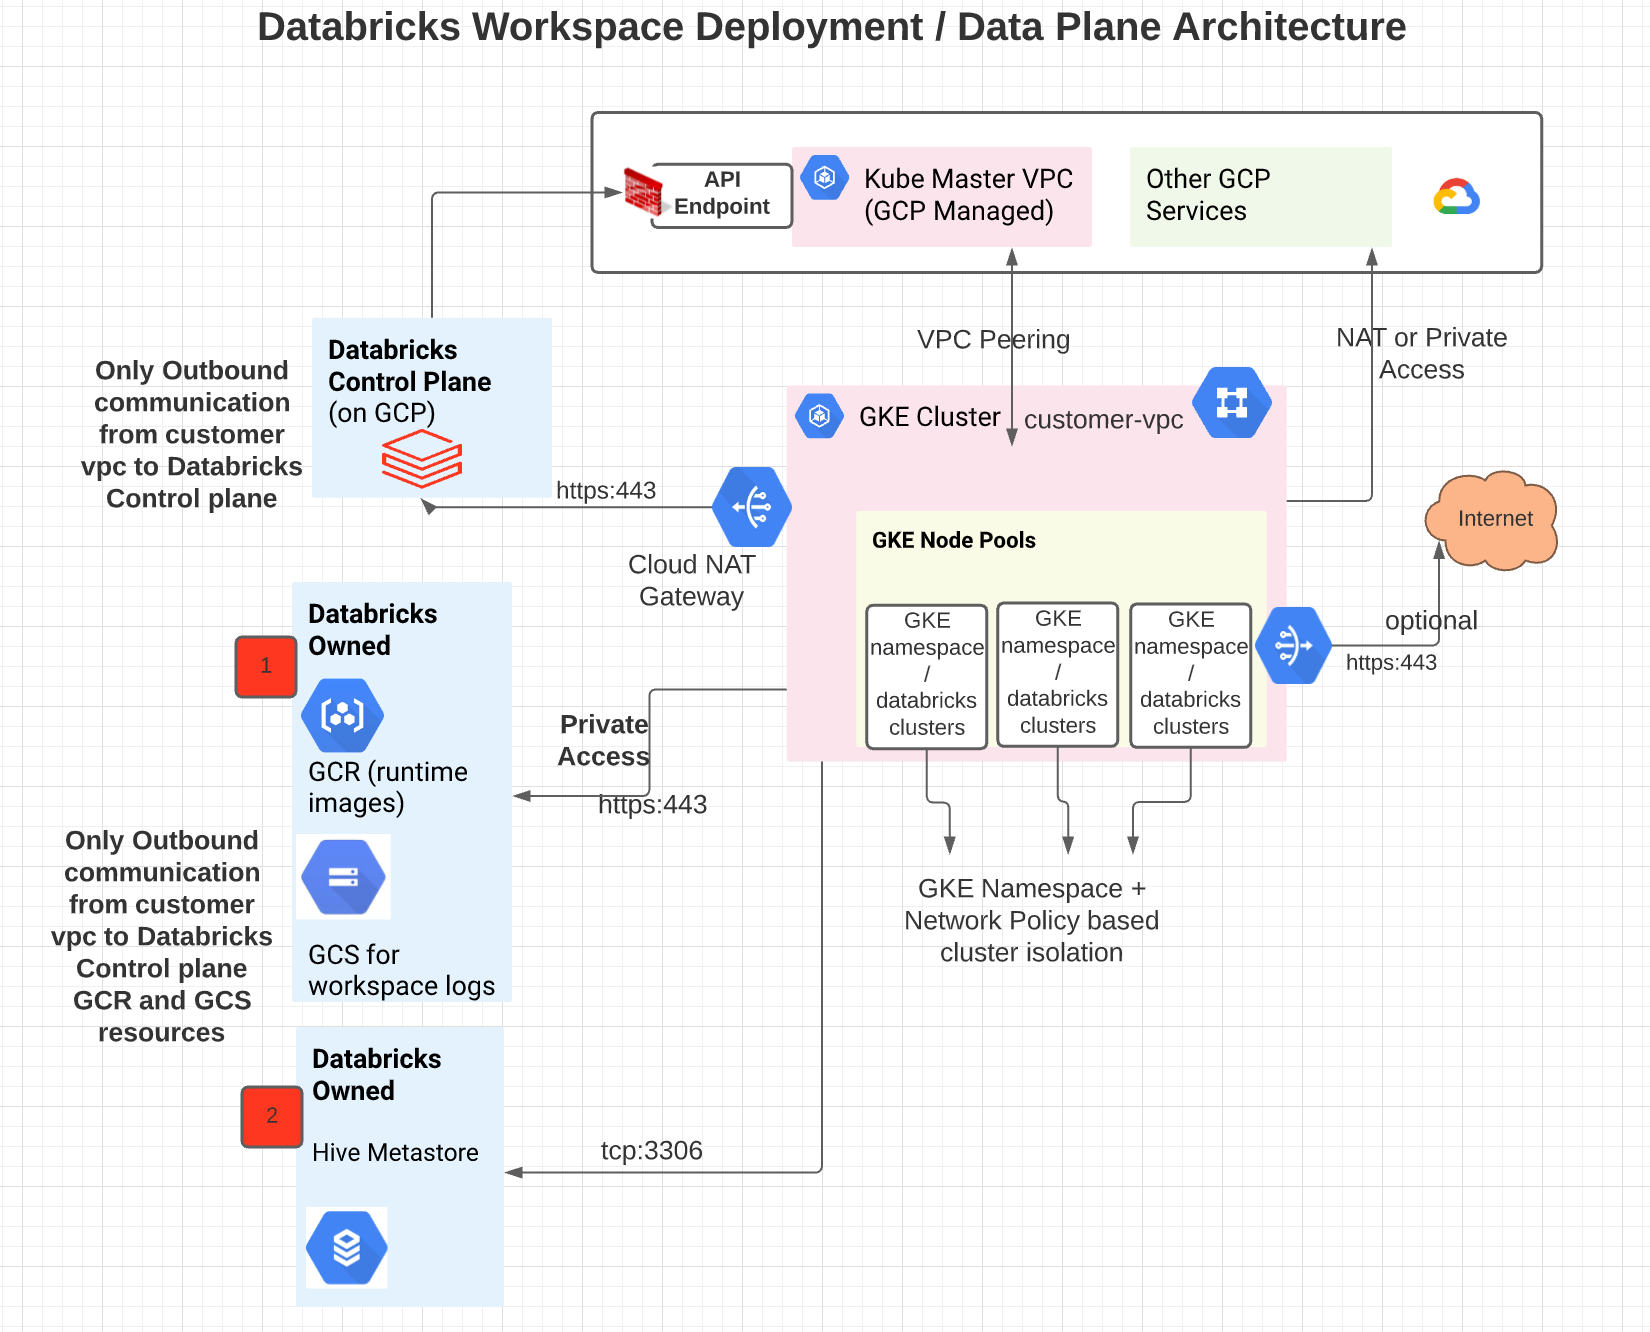 Databricks Workspace Deployment / Data Plane Architecture
API
Endpoint
Kube Master VPC
(GCP Managed)
Other GCP
Services
VPC Peering
NAT or Private
Access
Databricks
Control Plane
(on GCP)
Only Outbound
communication
from customer
vpc to Databricks
Control plane
https:443
Cloud NAT
Gateway
GKE Cluster
customer-vpc
GKE Node Pools
GKE
namespace
/
databricks
clusters
GKE
namespace
/
databricks
clusters
GKE
namespace
/
databricks
clusters
Internet
optional
https:443
Databricks
Owned
1
GCR (runtime
images)
GCS for
workspace logs
Private
Access
https:443
Only Outbound
communication
from customer
vpc to Databricks
Control plane
GCR and GCS
resources
GKE Namespace +
Network Policy based
cluster isolation
Databricks
Owned
2
Hive Metastore
tcp:3306